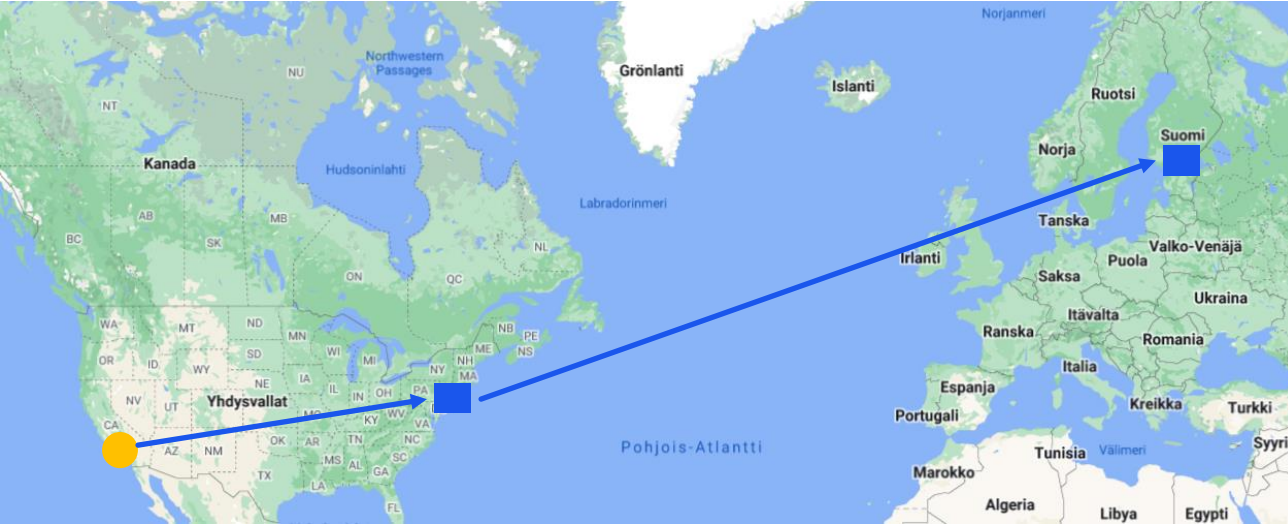 Norjanmeri
Northwestern
Passages
NU
Grönlanti
Islanti
Ruotsi
NT
Suomi
Norja
Kanada
Hudsoninlahti
Labradorinmeri
AB
MB
Tanska
BC
SK
NL
Valko-Venäjä
Irlanti
Puola
ON
QC
Saksa
Ukraina
Itävalta
WA
MT
ND
NB
PE
MN
Ranska
Romania
OR
ID
SD
WI
MI
ME
NS
WY
NY
NH
MA
Italia
NE
IA
PA
Espanja
NV
UT
Yhdysvallat
IL
IN
OH
Kreikka
Turkki
MO
WV
Portugali
CA
KY
VA
AZ
NM
OK
AR
TN
NC
Pohjois-Atlantti
Tunisia
Välimeri
Syyri
MS
AL
SC
Marokko
TX
LA
GA
FL
Algeria
Libya
Egypti